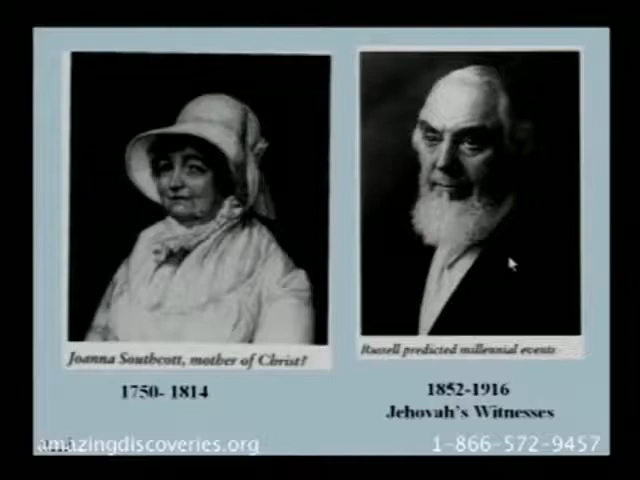 Joanna Southcott, mother of Christ?
1750- 1814
Russell predicted millennial events
1852-1916
Jehovah's Witnesses
amazingdiscoveries.org
1-866-572-9457